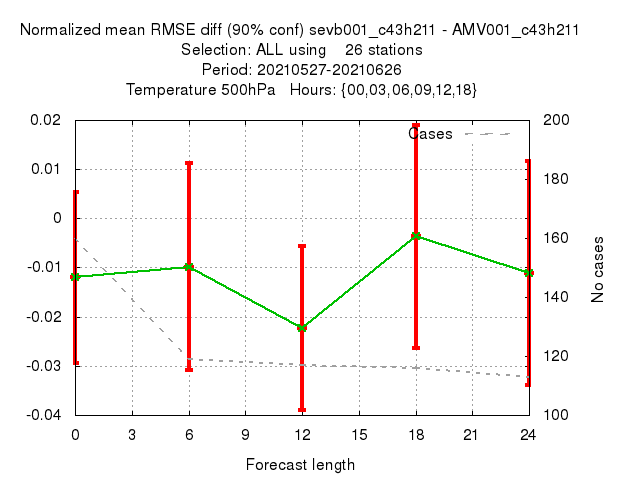 Normalized mean RMSE diff (90% conf) sevb001_c43h211 - AMV001_c43h211
Selection: ALL using 26 stations
Period: 20210527-20210626
Temperature 500hPa Hours: {00,03,06,09,12,18}
Cases
0.02
0.01
0
-0.01
-0.02
-0.03
-0.04
200
180
160
140
120
100
No cases
0 3 6 9 12 15 18 21 24
Forecast length